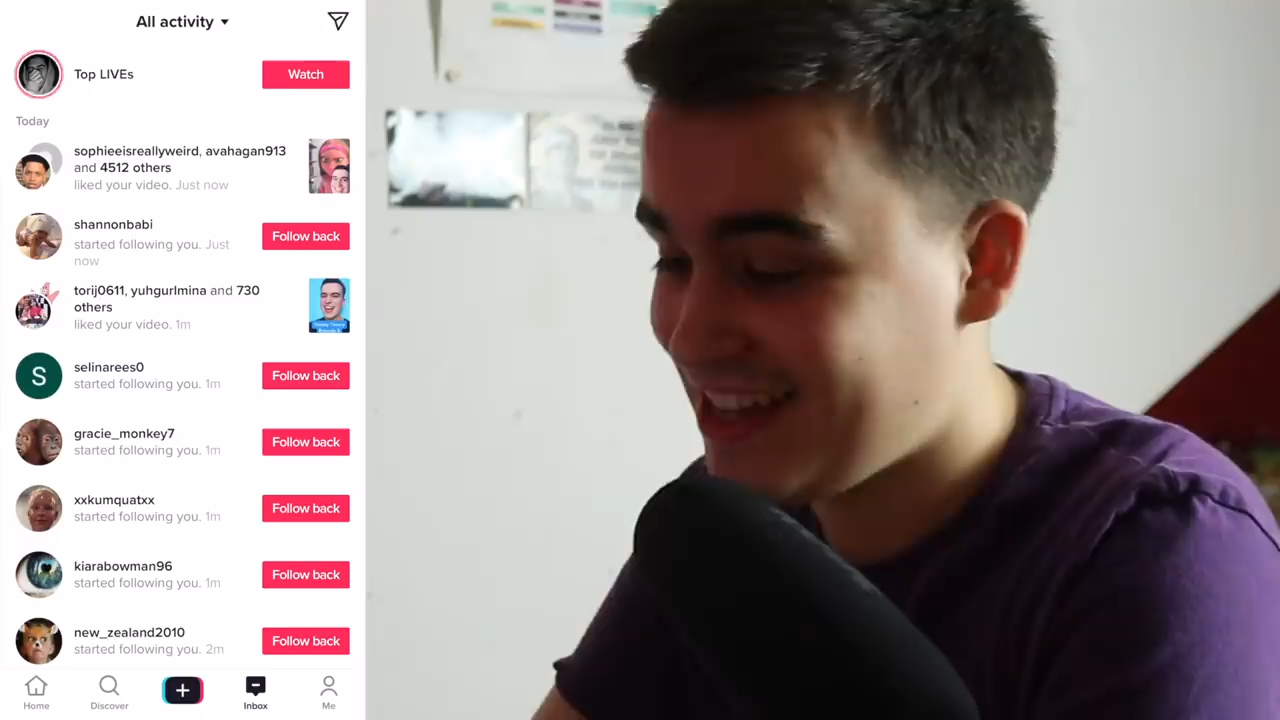 All activity
Top LIVEs
Watch
Today
sophieeisreallyweird, avahagan913
and 4512 others
liked your video. Just now
shannonbabi
started following you. Just
now
Follow back
torij0611, yuhgurlmina and 730
others
liked your video. 1m
selinarees0
started following you. 1m
Follow back
gracie_monkey7
started following you. 1m
Follow back
xxkumquatxx
started following you. 1m
Follow back
kiarabowman96
started following you. 1m
Follow back
new_zealand2010
started following you. 2m
Follow back
Home
Discover
Inbox
Me
S